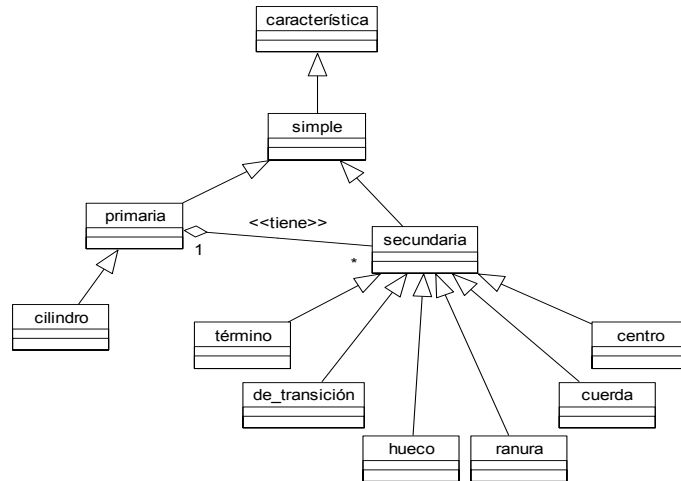 característica
simple
primaria
<<tiene>>
1
secundaria
*
cilindro
término
centro
de_transición
cuerda
hueco
ranura